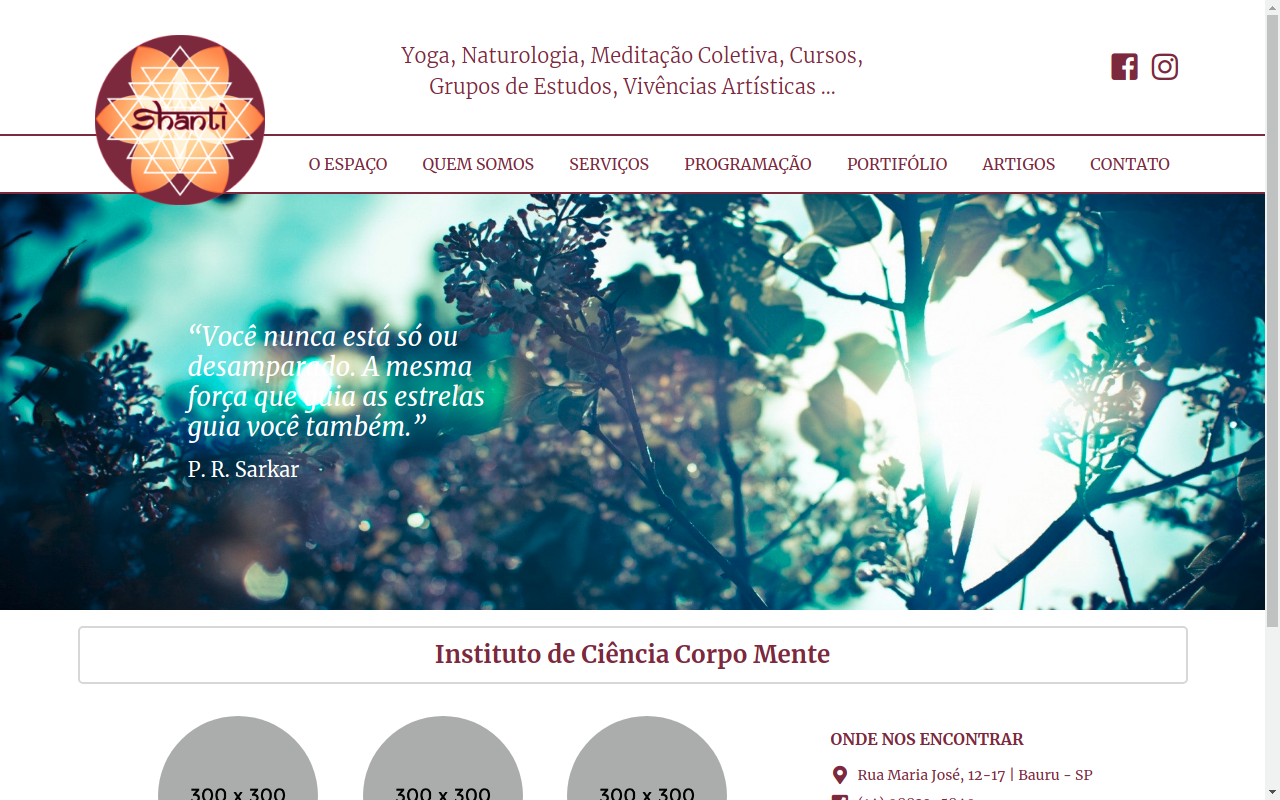 Yoga, Naturologia, Meditação Coletiva, Cursos,
Grupos de Estudos, Vivências Artísticas ...
Shanti
O ESPAÇO QUEM SOMOS SERVIÇOS PROGRAMAÇÃO PORTIFÓLIO ARTIGOS CONTATO
“Você nunca está só ou
desamparado. A mesma
força que guia as estrelas
guia você também.”
P. R. Sarkar
Instituto de Ciência Corpo Mente
300 x 300 300 x 300 300 x 300
ONDE NOS ENCONTRAR
Rua Maria José, 12-17 | Bauru - SP